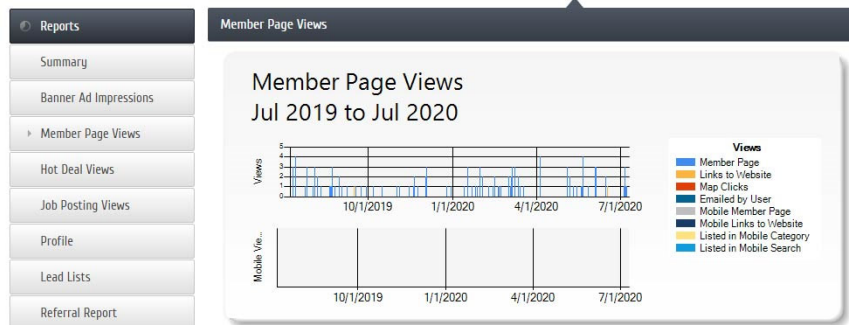 Reports
Summary
Banner Ad Impressions
Member Page Views
Hot Deal Views
Job Posting Views
Profile
Lead Lists
Referral Report
Member Page Views
Member Page Views
Jul 2019 to Jul 2020
Views
5
4
3
2
1
0
10/1/2019 1/1/2020 4/1/2020 7/1/2020
Mobile Vie...
10/1/2019 1/1/2020 4/1/2020 7/1/2020
Views
Member Page
Links to Website
Map Clicks
Emailed by User
Mobile Member Page
Mobile Links to Website
Listed in Mobile Category
Listed in Mobile Search